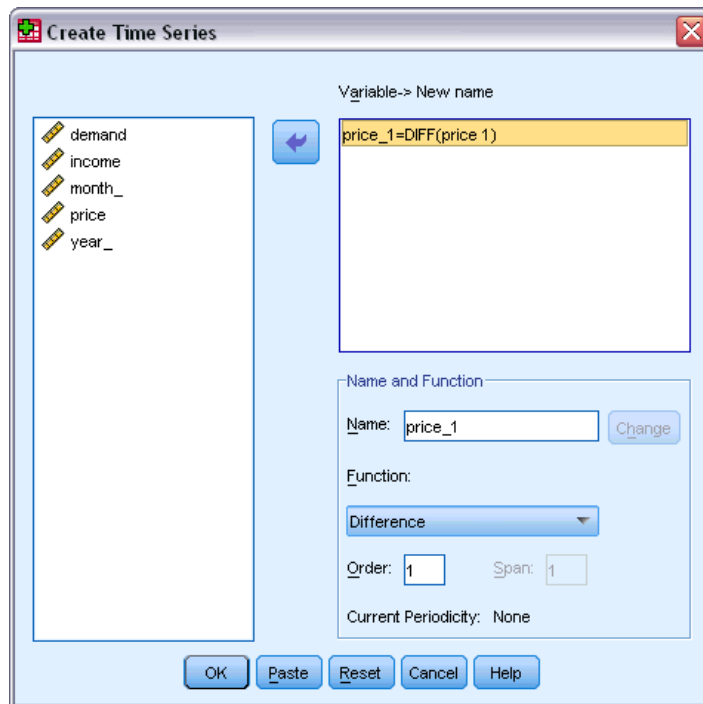 Create Time Series
Variable-> New name
demand
income
month_
price
year_
price_1=DIFF(price 1)
Name and Function
Name: price_1 Change
Function:
Difference
Order: 1 Span: 1
Current Periodicity: None
OK Paste Reset Cancel Help